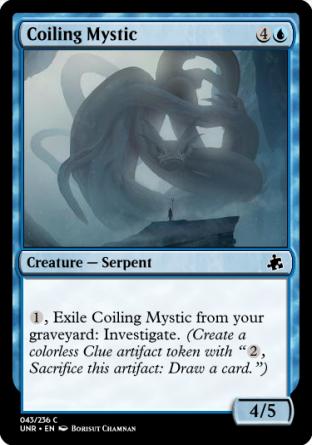 Coiling Mystic 4
Creature — Serpent
1, Exile Coiling Mystic from your
graveyard: Investigate. (Create a
colorless Clue artifact token with “2,
Sacrifice this artifact: Draw a card.”)
4/5
043/236 C
UNR • EN Borisut Chamnan